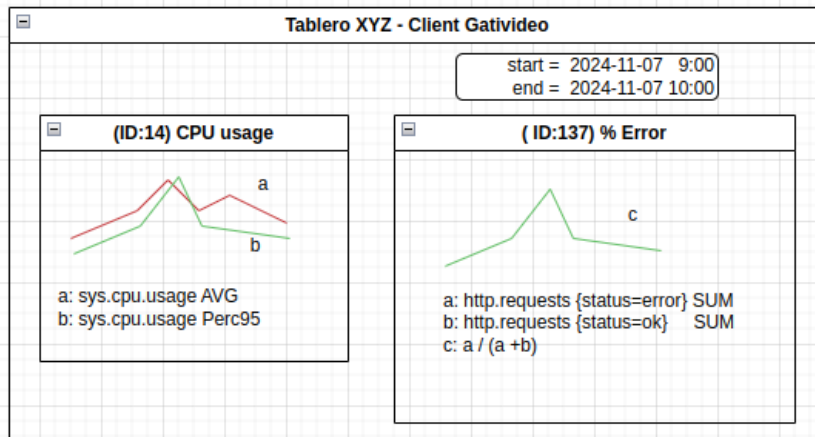 Tablero XYZ - Client Gativideo
start = 2024-11-07 9:00
end = 2024-11-07 10:00
(ID:14) CPU usage
a
b
a: sys.cpu.usage AVG
b: sys.cpu.usage Perc95
( ID:137) % Error
c
a: http.requests {status=error} SUM
b: http.requests {status=ok} SUM
c: a / (a +b)